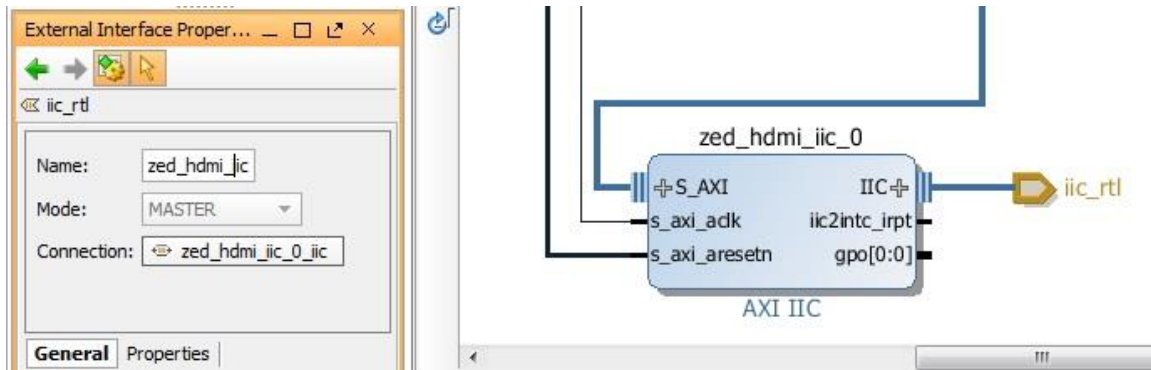 External Interface Proper...
iic_rtl
Name: zed_hdmi_iic
Mode: MASTER
Connection: zed_hdmi_iic_0_iic
General Properties
zed_hdmi_iic_0
S_AXI IIC
s_axi_aclk iic2intc_irpt
s_axi_aresetn gpo[0:0]
AXI IIC
iic_rtl